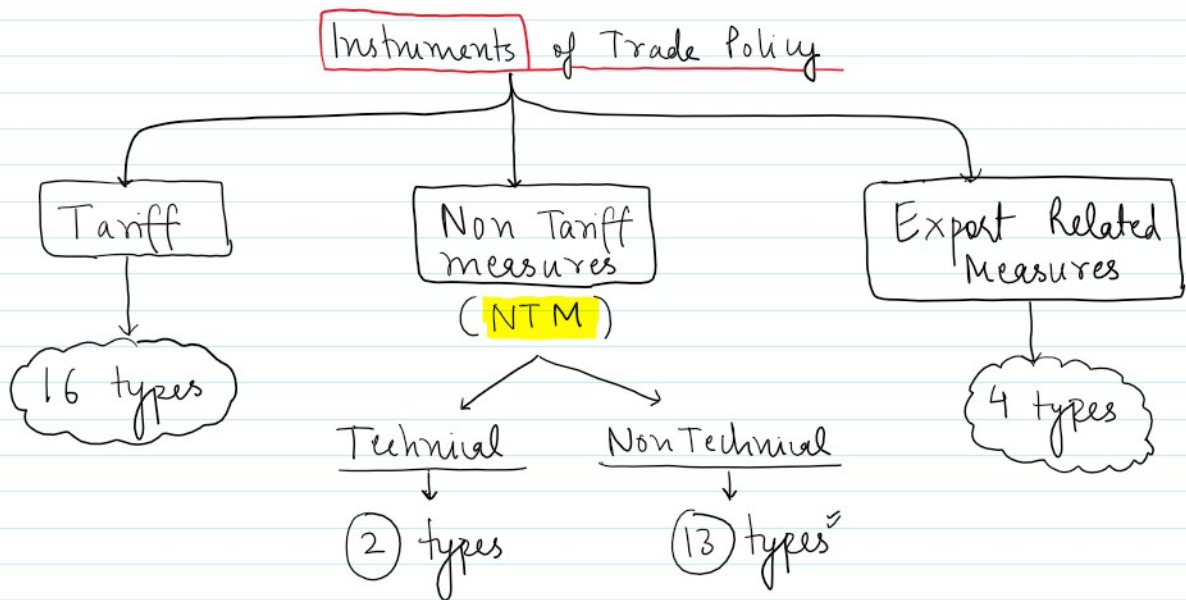 Instruments of Trade Policy
Tariff
Non Tariff
measures
(NTM)
Export Related
Measures
16 types
4 types
Technical
Non Technical
2 types
13 types